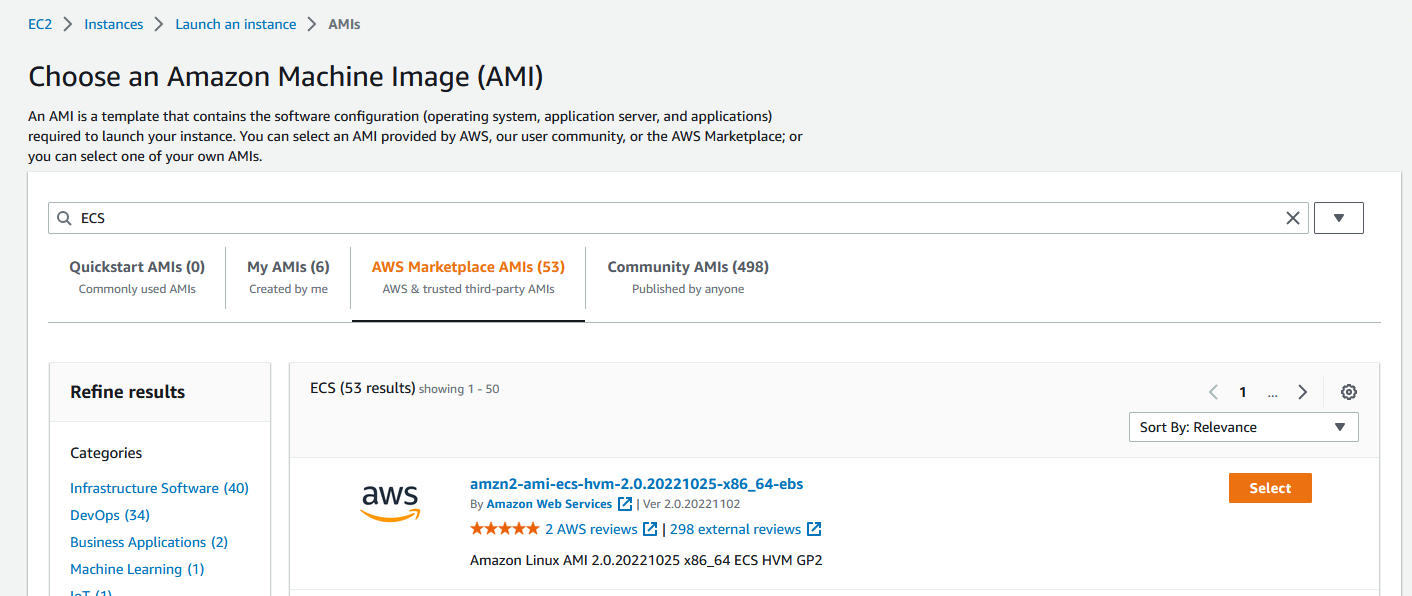 EC2 > Instances > Launch an instance > AMIs
Choose an Amazon Machine Image (AMI)
An AMI is a template that contains the software configuration (operating system, application server, and applications)
required to launch your instance. You can select an AMI provided by AWS, our user community, or the AWS Marketplace; or
you can select one of your own AMIs.
ECS
Quickstart AMIs (0)
Commonly used AMIs
My AMIs (6)
Created by me
AWS Marketplace AMIs (53)
AWS & trusted third-party AMIs
Community AMIs (498)
Published by anyone
Refine results
Categories
Infrastructure Software (40)
DevOps (34)
Business Applications (2)
Machine Learning (1)
IoT (1)
ECS (53 results) showing 1 - 50
1 ...
Sort By: Relevance
aws
amzn2-ami-ecs-hvm-2.0.20221025-x86_64-ebs
By Amazon Web Services | Ver 2.0.20221102
2 AWS reviews | 298 external reviews
Amazon Linux AMI 2.0.20221025 x86_64 ECS HVM GP2
Select